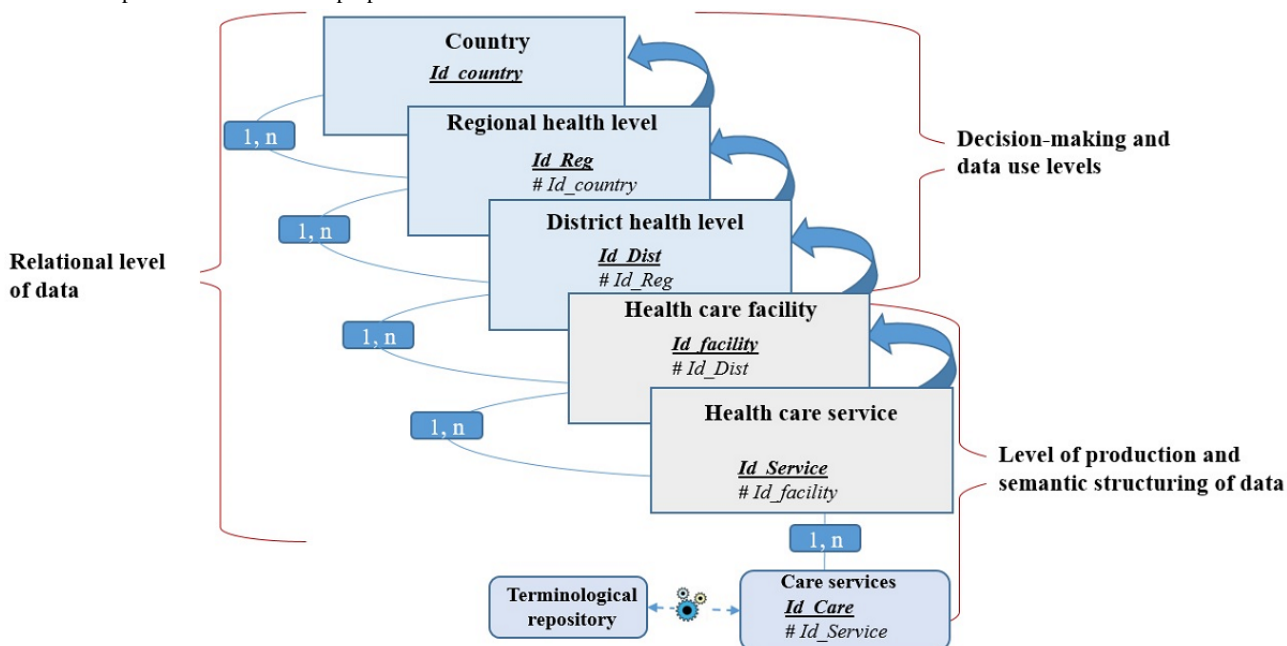 Country
Id_country
1, n
Regional health level
Id_Reg
# Id_country
Decision-making and
data use levels
1, n
District health level
Id_Dist
# Id_Reg
Relational level
of data
Health care facility
Id_facility
# Id_Dist
1, n
Health care service
1, n
Id_Service
# Id_facility
Level of production and
semantic structuring of data
1, n
Care services
Id_Care
# Id_Service
Terminological
repository